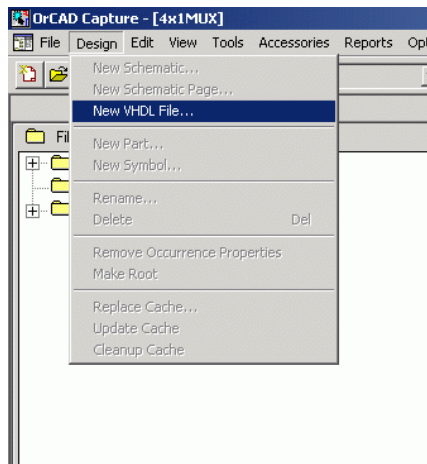 OrCAD Capture - [4x1MUX]
File Design Edit View Tools Accessories Reports
New Schematic...
New Schematic Page...
New VHDL File...
New Part...
New Symbol...
Rename...
Delete Del
Remove Occurrence Properties
Make Root
Replace Cache...
Update Cache
Cleanup Cache